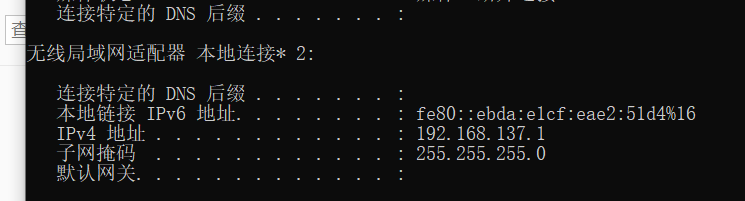 连接特定的 DNS 后缀 . . . . . . . :
查
无线局域网适配器 本地连接* 2:
连接特定的 DNS 后缀 . . . . . . . :
本地链接 IPv6 地址. . . . . . . . : fe80::ebda:e1cf:eae2:51d4%16
IPv4 地址 . . . . . . . . . . . . : 192.168.137.1
子网掩码  . . . . . . . . . . . . : 255.255.255.0
默认网关. . . . . . . . . . . . . :